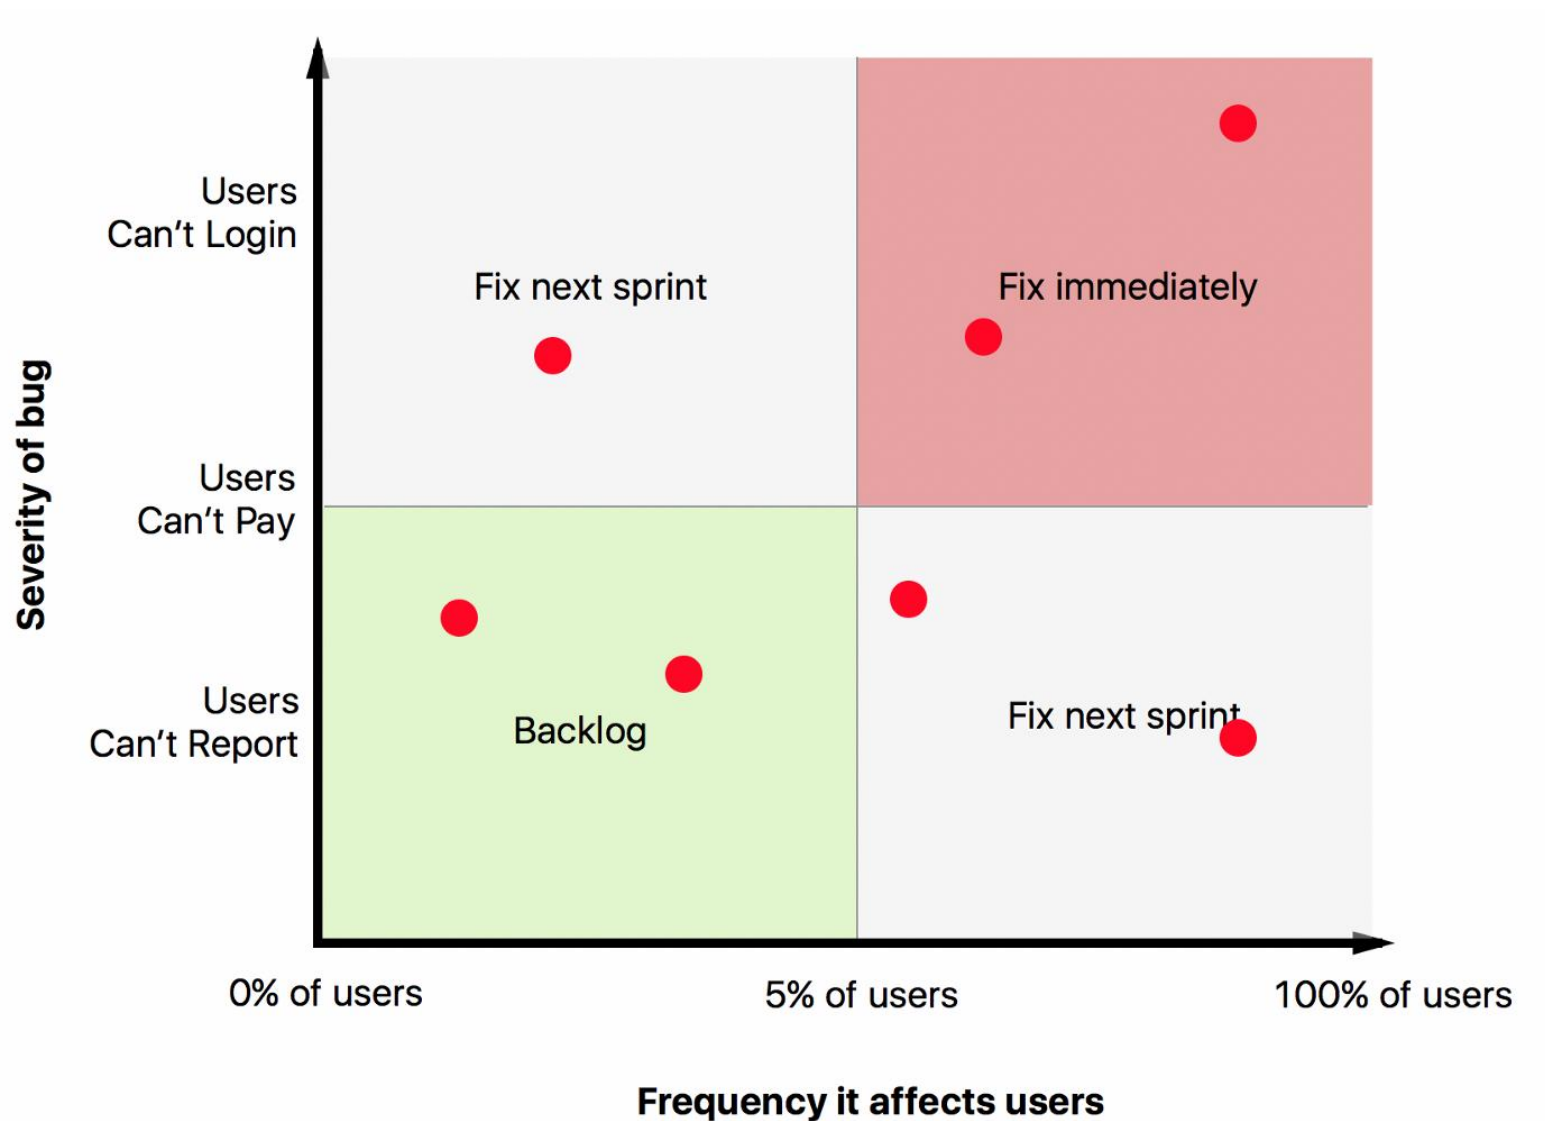 Users
Can’t Login
Fix next sprint
Fix immediately
Severity of bug
Users
Can’t Pay
Users
Can’t Report
Backlog
Fix next sprint
0% of users
5% of users
100% of users
Frequency it affects users